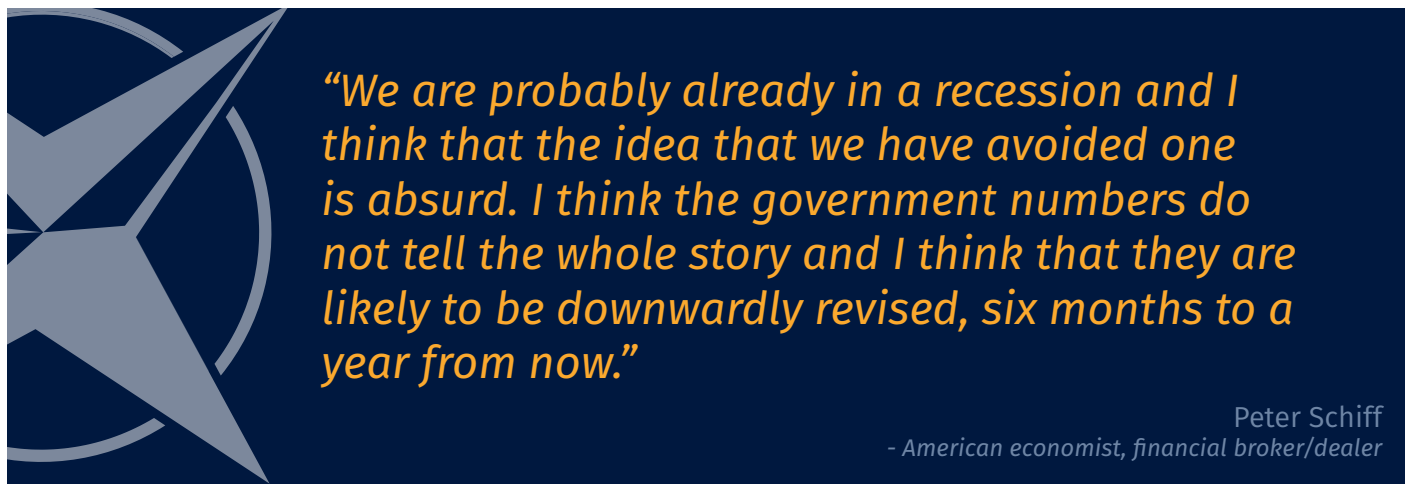 “We are probably already in a recession and I
think that the idea that we have avoided one
is absurd. I think the government numbers do
not tell the whole story and I think that they are
likely to be downwardly revised, six months to a
year from now.”
Peter Schiff
- American economist, financial broker/dealer